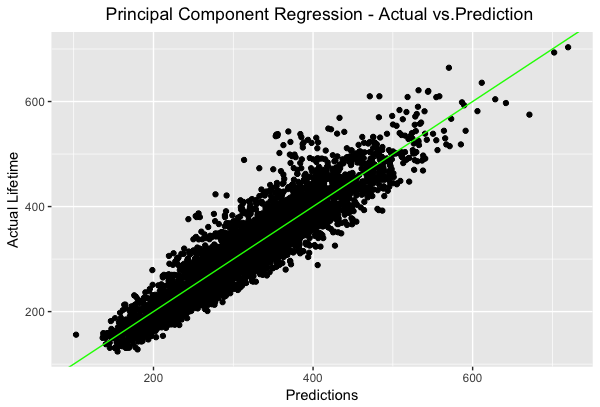 Principal Component Regression - Actual vs.Prediction
600
400
200
Actual Lifetime
200 400 600
Predictions